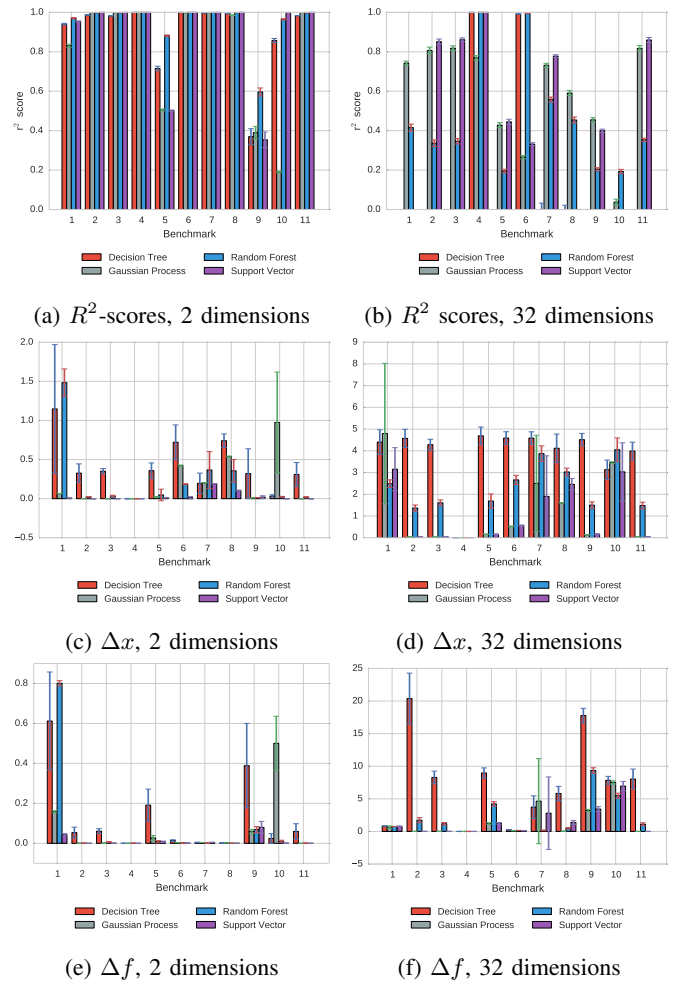 1.0
0.8
0.6
0.4
0.2
0.0
r² score
1 2 3 4 5 6 7 8 9 10 11
Benchmark
Decision Tree Random Forest
Gaussian Process Support Vector
(a) R²-scores, 2 dimensions
1.0
0.8
0.6
0.4
0.2
0.0
r² score
1 2 3 4 5 6 7 8 9 10 11
Benchmark
Decision Tree Random Forest
Gaussian Process Support Vector
(b) R² scores, 32 dimensions
2.0
1.5
1.0
0.5
0.0
−0.5
1 2 3 4 5 6 7 8 9 10 11
Benchmark
Decision Tree Random Forest
Gaussian Process Support Vector
(c) Δx, 2 dimensions
9
8
7
6
5
4
3
2
1
0
1 2 3 4 5 6 7 8 9 10 11
Benchmark
Decision Tree Random Forest
Gaussian Process Support Vector
(d) Δx, 32 dimensions
0.8
0.6
0.4
0.2
0.0
1 2 3 4 5 6 7 8 9 10 11
Benchmark
Decision Tree Random Forest
Gaussian Process Support Vector
(e) Δf, 2 dimensions
25
20
15
10
5
0
−5
1 2 3 4 5 6 7 8 9 10 11
Benchmark
Decision Tree Random Forest
Gaussian Process Support Vector
(f) Δf, 32 dimensions